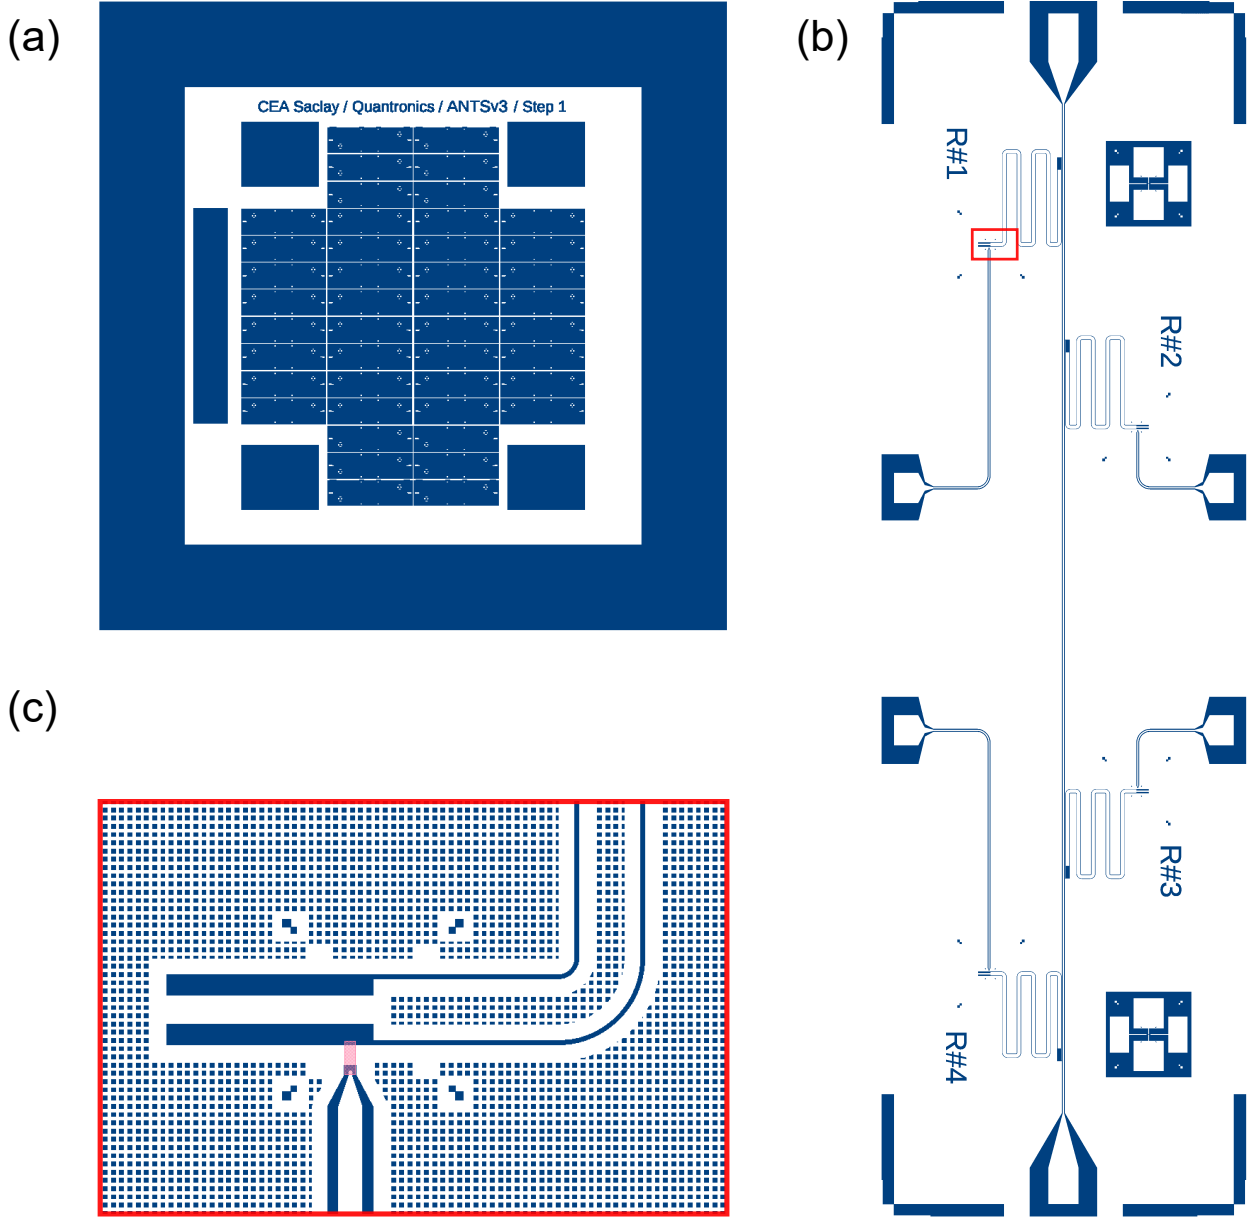 (a)
CEA Saclay / Quantronics / ANTSv3 / Step 1
(b)
R#1
R#2
R#3
R#4
(c)